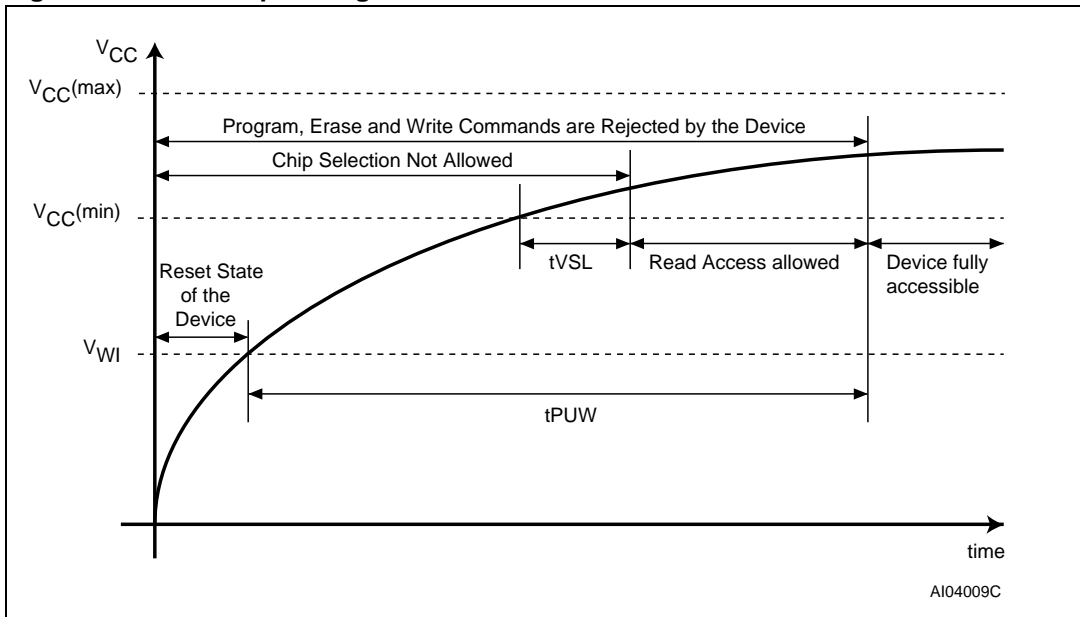 VCC
VCC(max)
Program, Erase and Write Commands are Rejected by the Device
Chip Selection Not Allowed
VCC(min)
tVSL
Read Access allowed
Device fully
accessible
Reset State
of the
Device
VWI
tPUW
time
AI04009C